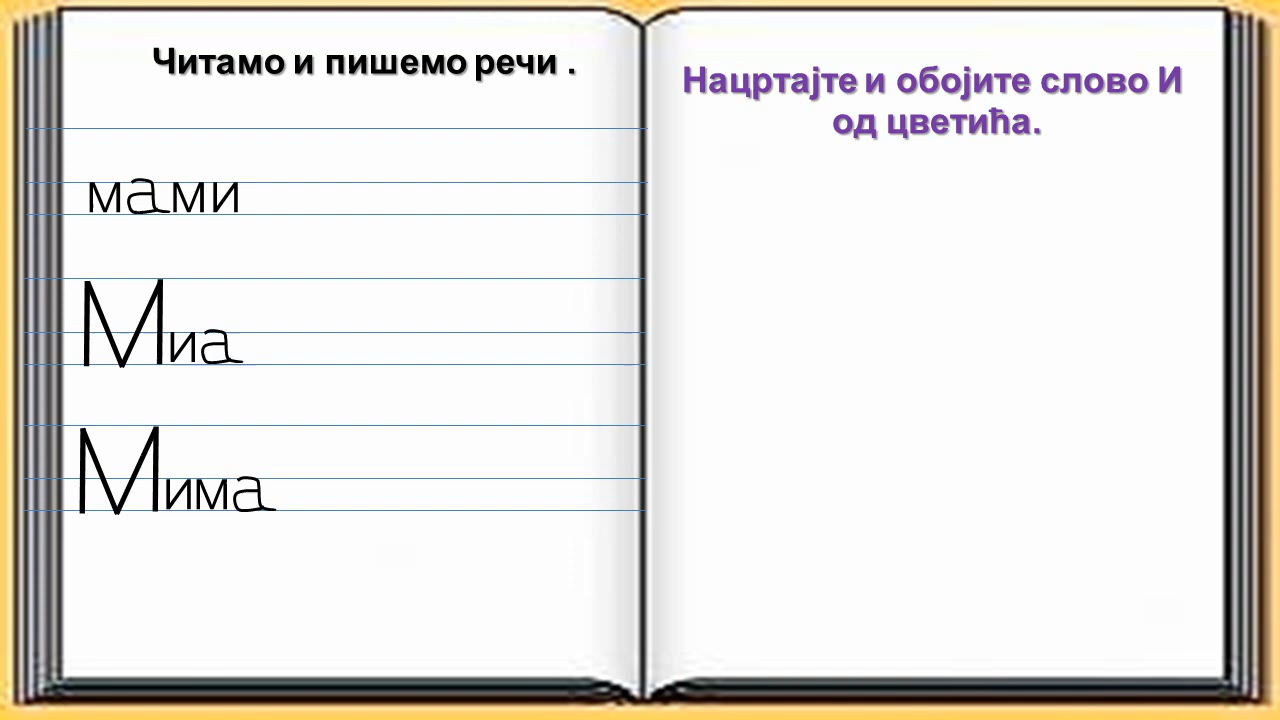 Читамо и пишемо речи .
мами
Миа
Мима
Нацртајте и обојите слово И
од цветића.